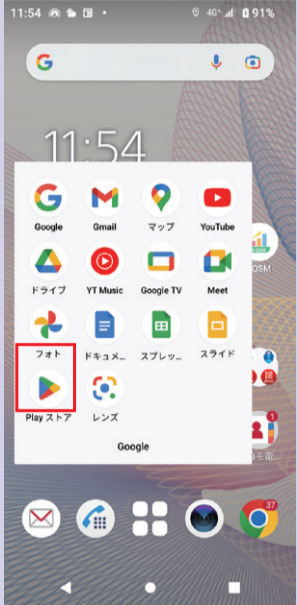 11:54
4G+ 91%
11:54
Google Gmail マップ YouTube
ドライブ YT Music Google TV Meet
フォト ドキュメ... スプレッ... スライド
Play ストア レンズ
Google
1
37